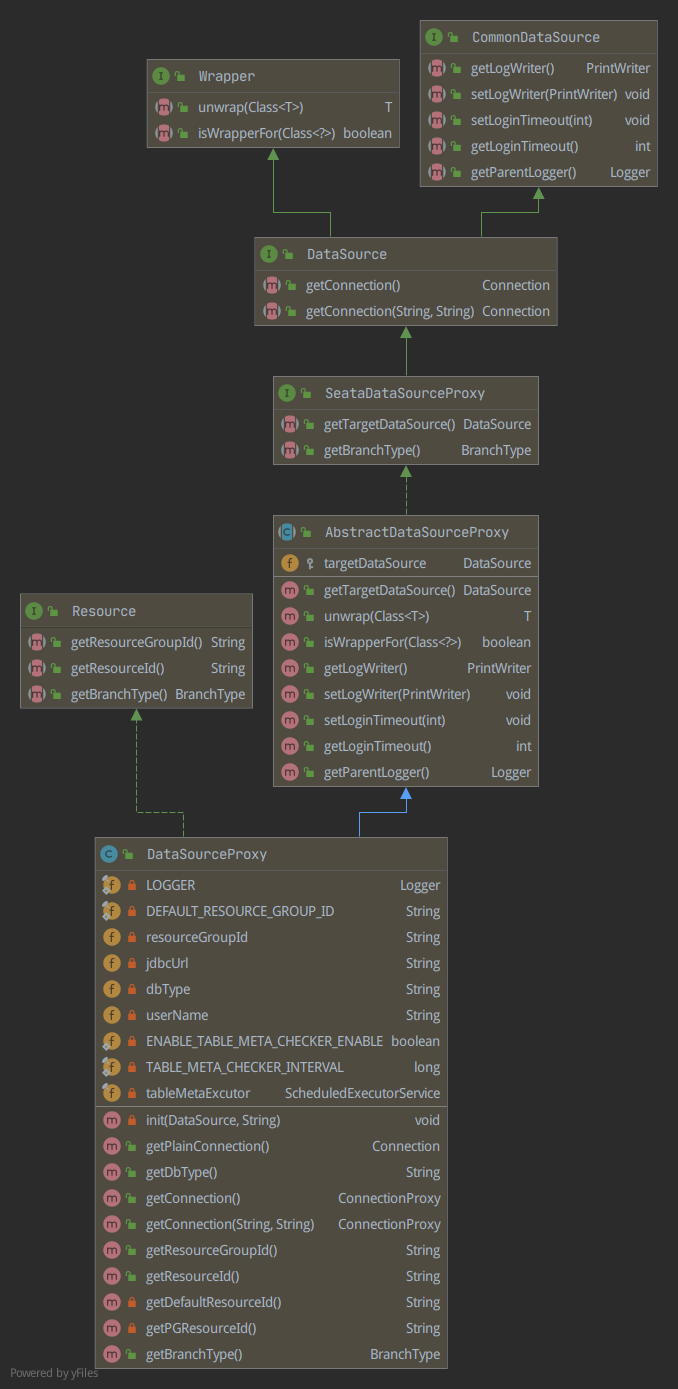 CommonDataSource
getLogWriter() PrintWriter
setLogWriter(PrintWriter) void
setLoginTimeout(int) void
getLoginTimeout() int
getParentLogger() Logger
Wrapper
unwrap(Class<T>) T
isWrapperFor(Class<?>) boolean
DataSource
getConnection() Connection
getConnection(String, String) Connection
SeataDataSourceProxy
getTargetDataSource() DataSource
getBranchType() BranchType
AbstractDataSourceProxy
targetDataSource DataSource
getTargetDataSource() DataSource
unwrap(Class<T>) T
isWrapperFor(Class<?>) boolean
getLogWriter() PrintWriter
setLogWriter(PrintWriter) void
setLoginTimeout(int) void
getLoginTimeout() int
getParentLogger() Logger
Resource
getResourceGroupId() String
getResourceId() String
getBranchType() BranchType
DataSourceProxy
LOGGER Logger
DEFAULT_RESOURCE_GROUP_ID String
resourceGroupId String
jdbcUrl String
dbType String
userName String
ENABLE_TABLE_META_CHECKER_ENABLE boolean
TABLE_META_CHECKER_INTERVAL long
tableMetaExcutor ScheduledExecutorService
init(DataSource, String) void
getPlainConnection() Connection
getDbType() String
getConnection() ConnectionProxy
getConnection(String, String) ConnectionProxy
getResourceGroupId() String
getResourceId() String
getDefaultResourceId() String
getPGResourceId() String
getBranchType() BranchType
Powered by yFiles